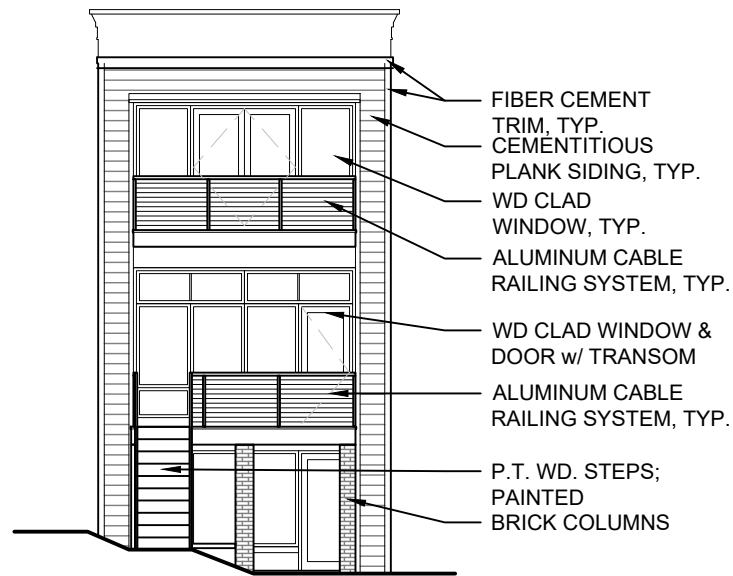 FIBER CEMENT
TRIM, TYP.
CEMENTITIOUS
PLANK SIDING, TYP.
WD CLAD
WINDOW, TYP.
ALUMINUM CABLE
RAILING SYSTEM, TYP.
WD CLAD WINDOW &
DOOR w/ TRANSOM
ALUMINUM CABLE
RAILING SYSTEM, TYP.
P.T. WD. STEPS;
PAINTED
BRICK COLUMNS